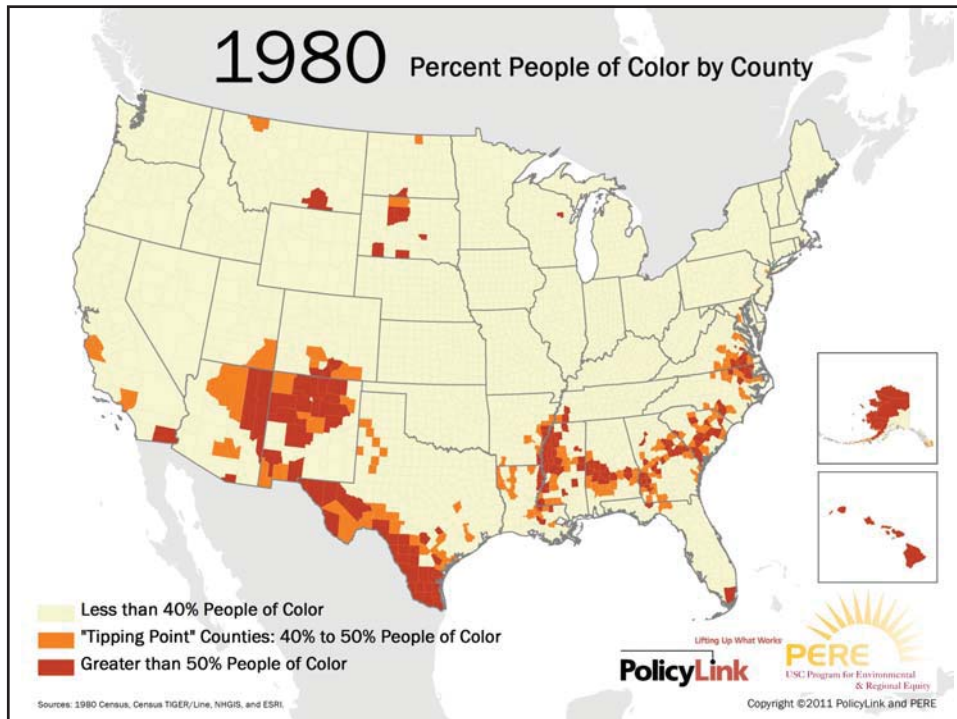 1980 Percent People of Color by County
Less than 40% People of Color
"Tipping Point" Counties: 40% to 50% People of Color
Greater than 50% People of Color
Lifting Up What Works
PolicyLink
PERE
USC Program for Environmental
& Regional Equity
Sources: 1980 Census, Census TIGER/Line, NHGIS, and ESRI.
Copyright ©2011 PolicyLink and PERE